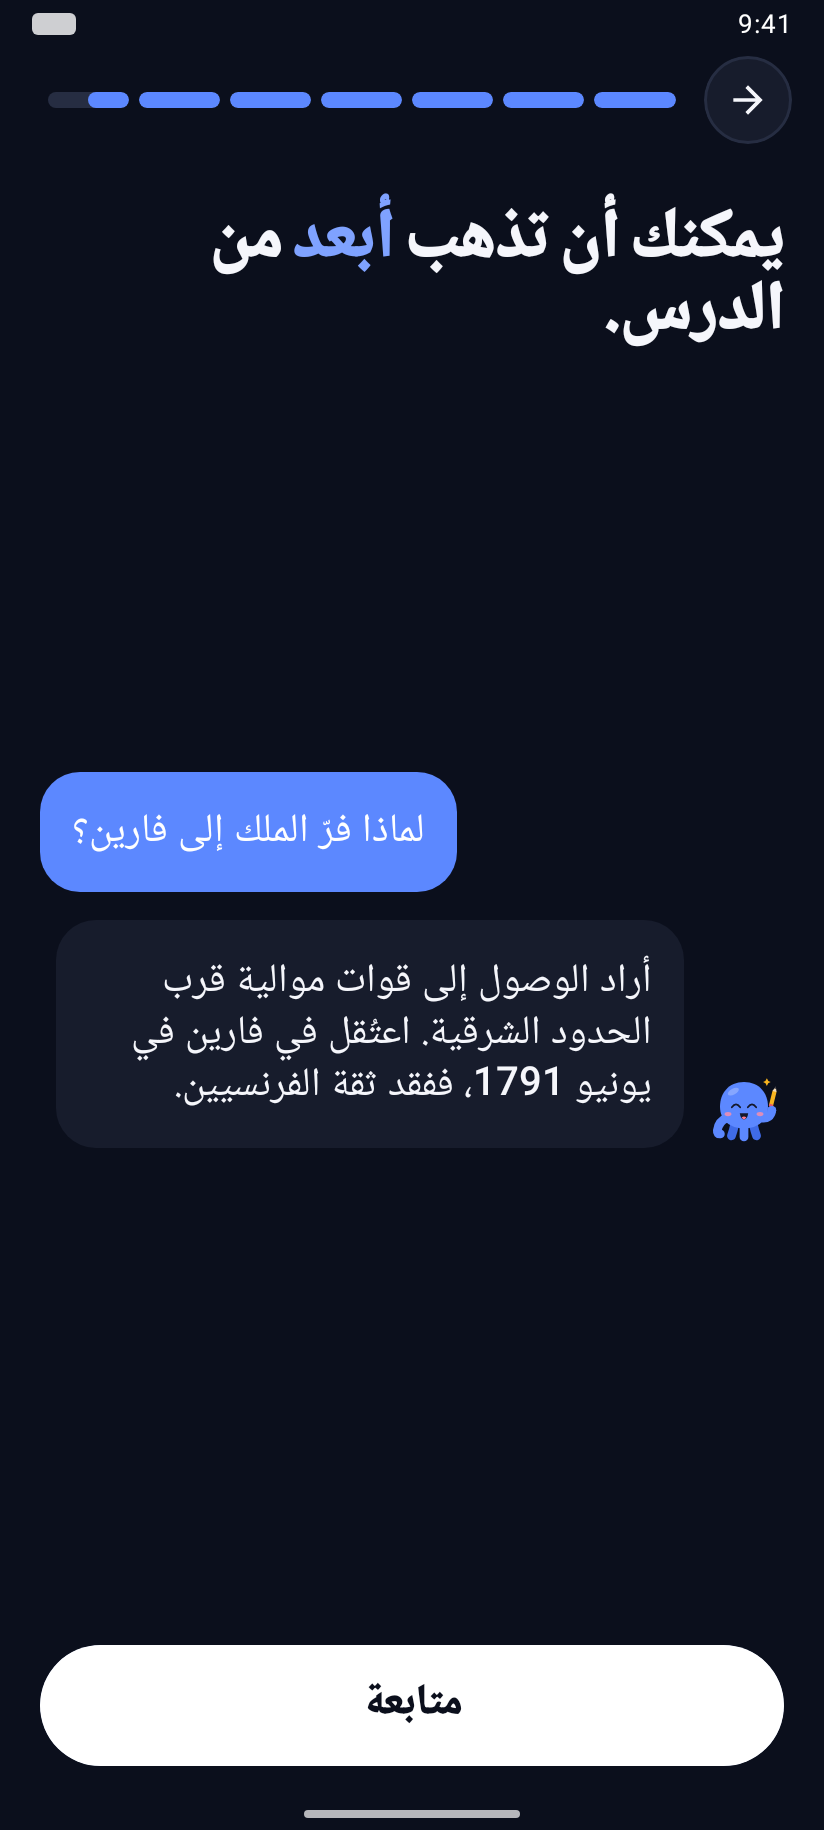 9:41
يمكنك أن تذهب أبعد من
الدرس.
لماذا فرّ الملك إلى فارين؟
أراد الوصول إلى قوات موالية قرب
الحدود الشرقية. اعتُقل في فارين في
يونيو 1791، ففقد ثقة الفرنسيين.
متابعة